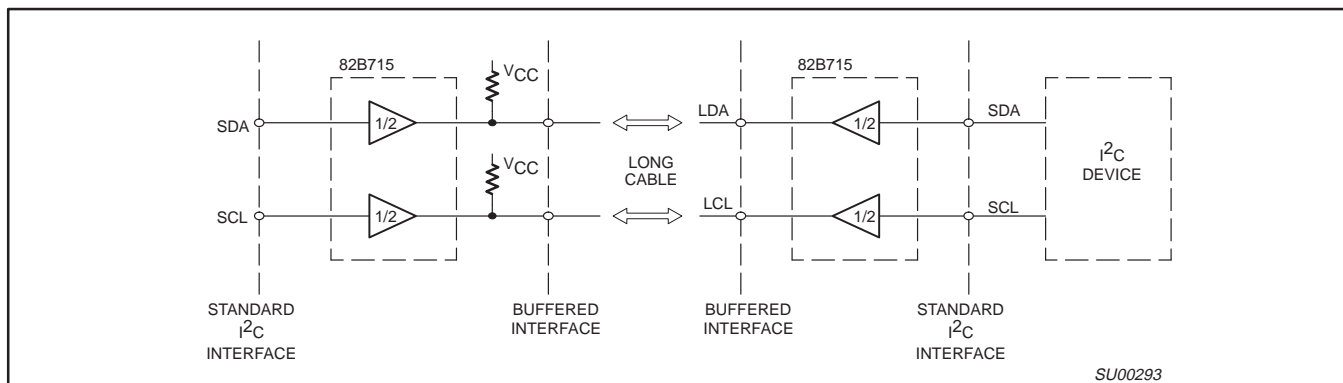 82B715
82B715
VCC
SDA
1/2
LDA
1/2
SDA
I2C
DEVICE
VCC
LONG
CABLE
SCL
1/2
LCL
1/2
SCL
STANDARD
I2C
INTERFACE
BUFFERED
INTERFACE
BUFFERED
INTERFACE
STANDARD
I2C
INTERFACE
SU00293